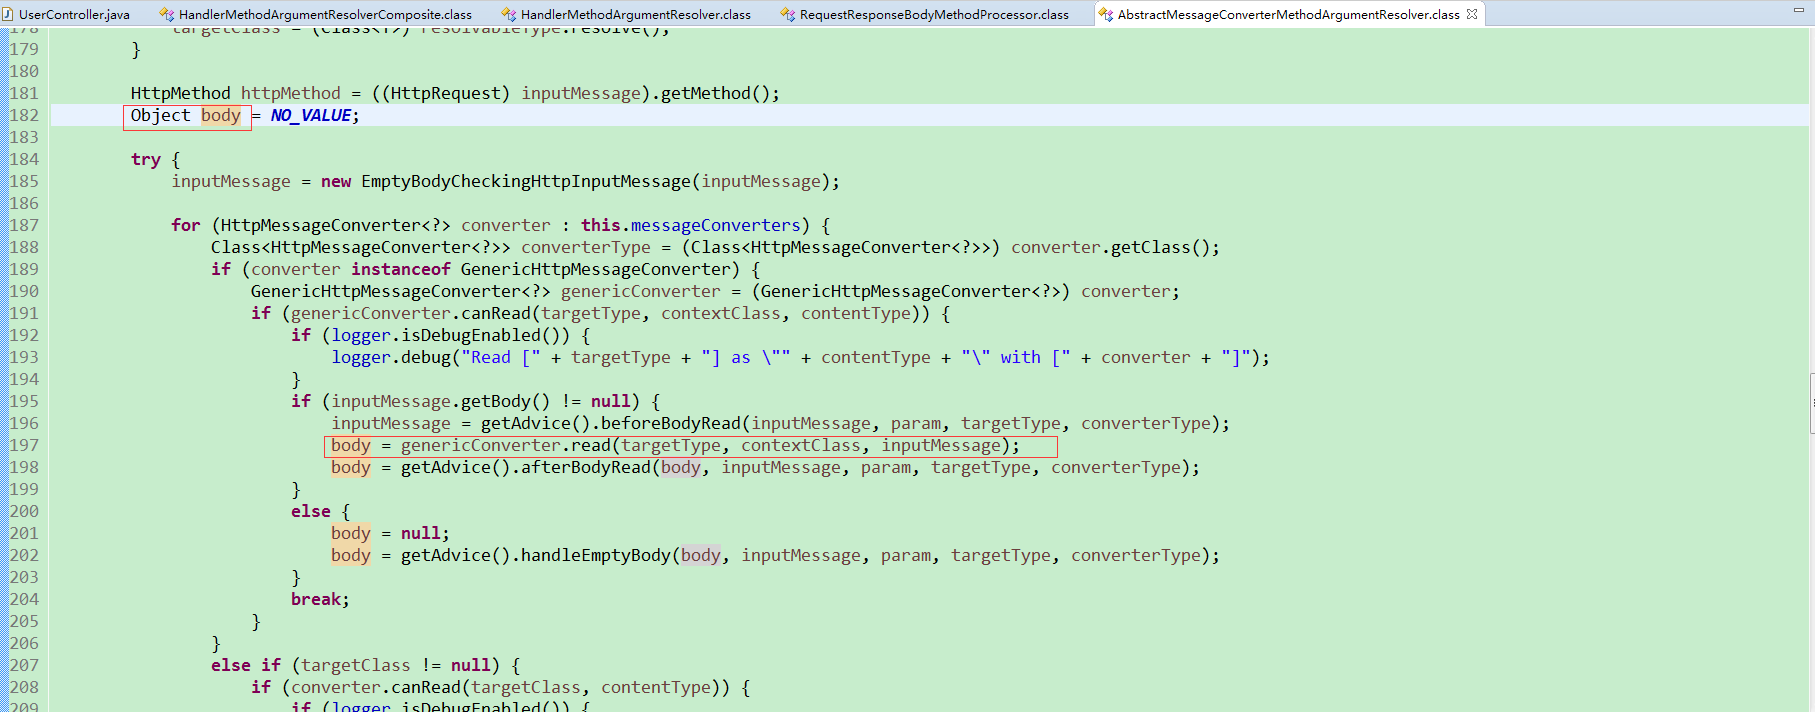 UserController.java HandlerMethodArgumentResolverComposite.class HandlerMethodArgumentResolver.class RequestResponseBodyMethodProcessor.class AbstractMessageConverterMethodArgumentResolver.class
178 targetClass = (Class<T>) resolvableType.resolve();
179 }
180
181 HttpMethod httpMethod = ((HttpRequest) inputMessage).getMethod();
182 Object body = NO_VALUE;
183
184 try {
185 inputMessage = new EmptyBodyCheckingHttpInputMessage(inputMessage);
186
187 for (HttpMessageConverter<?> converter : this.messageConverters) {
188 Class<HttpMessageConverter<?>> converterType = (Class<HttpMessageConverter<?>>) converter.getClass();
189 if (converter instanceof GenericHttpMessageConverter) {
190 GenericHttpMessageConverter<?> genericConverter = (GenericHttpMessageConverter<?>) converter;
191 if (genericConverter.canRead(targetType, contextClass, contentType)) {
192 if (logger.isDebugEnabled()) {
193 logger.debug("Read [" + targetType + "] as \"" + contentType + "\" with [" + converter + "]");
194 }
195 if (inputMessage.getBody() != null) {
196 inputMessage = getAdvice().beforeBodyRead(inputMessage, param, targetType, converterType);
197 body = genericConverter.read(targetType, contextClass, inputMessage);
198 body = getAdvice().afterBodyRead(body, inputMessage, param, targetType, converterType);
199 }
200 else {
201 body = null;
202 body = getAdvice().handleEmptyBody(body, inputMessage, param, targetType, converterType);
203 }
204 break;
205 }
206 }
207 else if (targetClass != null) {
208 if (converter.canRead(targetClass, contentType)) {
209 if (logger.isDebugEnabled()) {